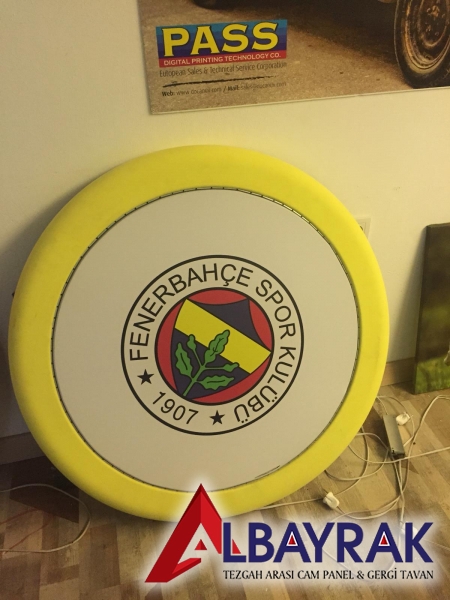 PASS
DIGITAL PRINTING TECHNOLOGY CO.
European Sales & Technical Service Corporation
FENERBAHÇE SPOR KULÜBÜ
★ 1907 ★
ALBAYRAK
TEZGAH ARASI CAM PANEL & GERGİ TAVAN